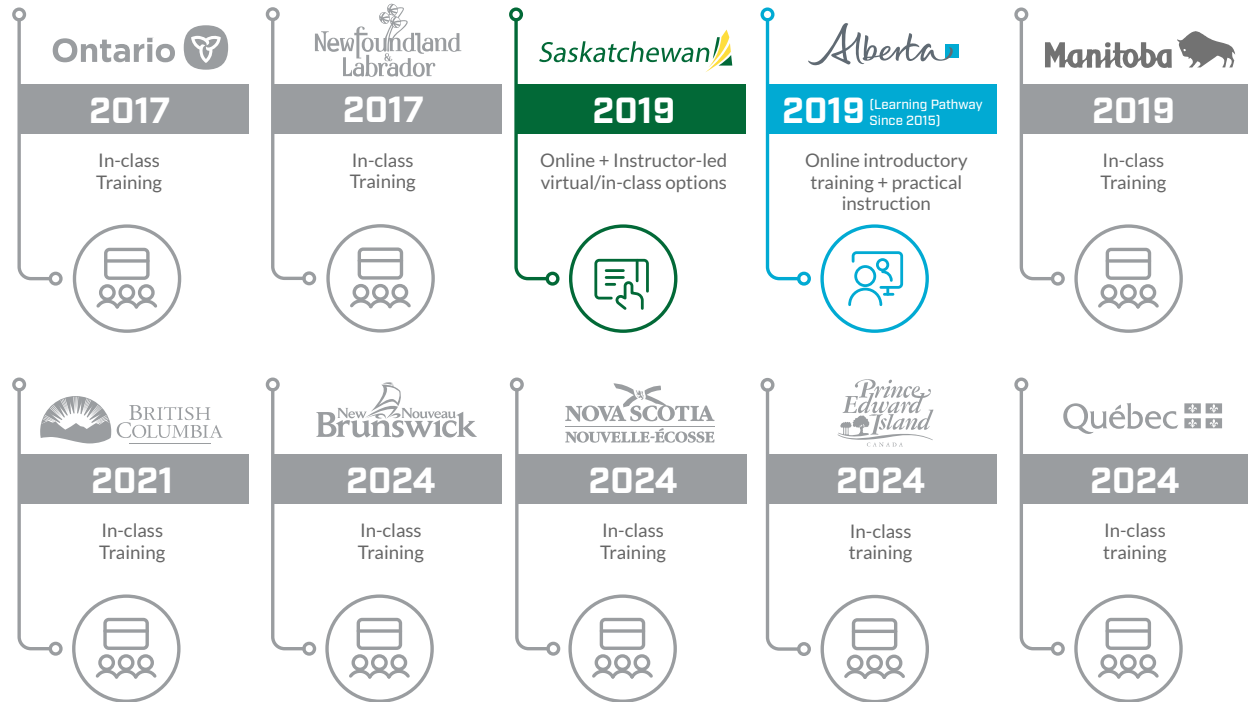 Ontario
2017
In-class
Training
Newfoundland
&
Labrador
2017
In-class
Training
Saskatchewan
2019
Online + Instructor-led
virtual/in-class options
Alberta
2019 (Learning Pathway
Since 2015)
Online introductory
training + practical
instruction
Manitoba
2019
In-class
Training
BRITISH
COLUMBIA
2021
In-class
Training
New Nouveau
Brunswick
2024
In-class
Training
NOVA SCOTIA
NOUVELLE-ÉCOSSE
2024
In-class
Training
Prince
Edward
Island
CANADA
2024
In-class
training
Québec
2024
In-class
training